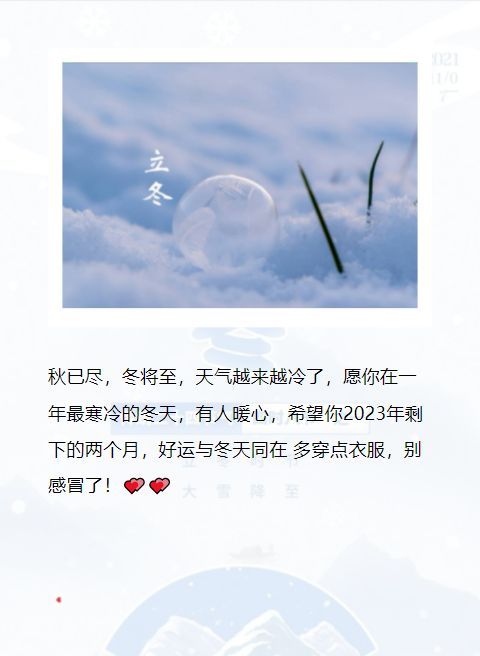 2021
立
冬
秋已尽，冬将至，天气越来越冷了，愿你在一
年最寒冷的冬天，有人暖心，希望你2023年剩
下的两个月，好运与冬天同在 多穿点衣服，别
感冒了！💕💕
大 雪 降 至